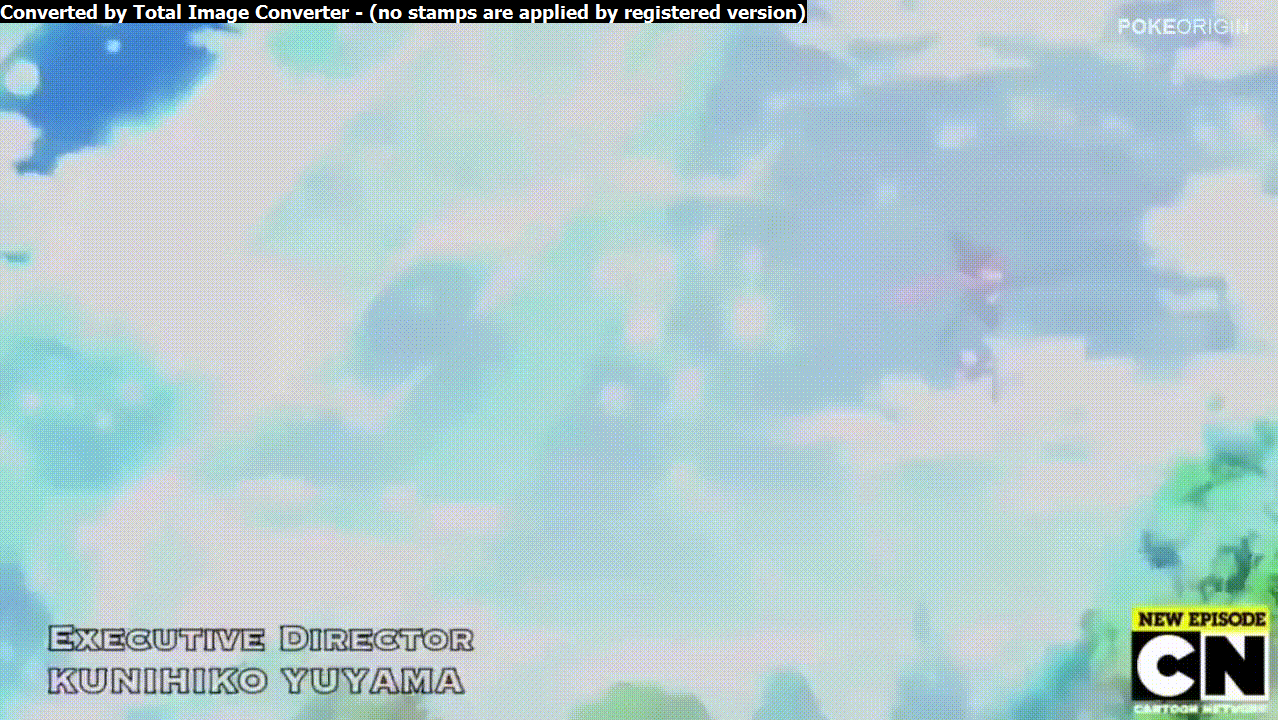 Converted by Total Image Converter - (no stamps are applied by registered version)
POKEORIGIN
EXECUTIVE DIRECTOR
KUNIHIKO YUYAMA
NEW EPISODE
CN
CARTOON NETWORK